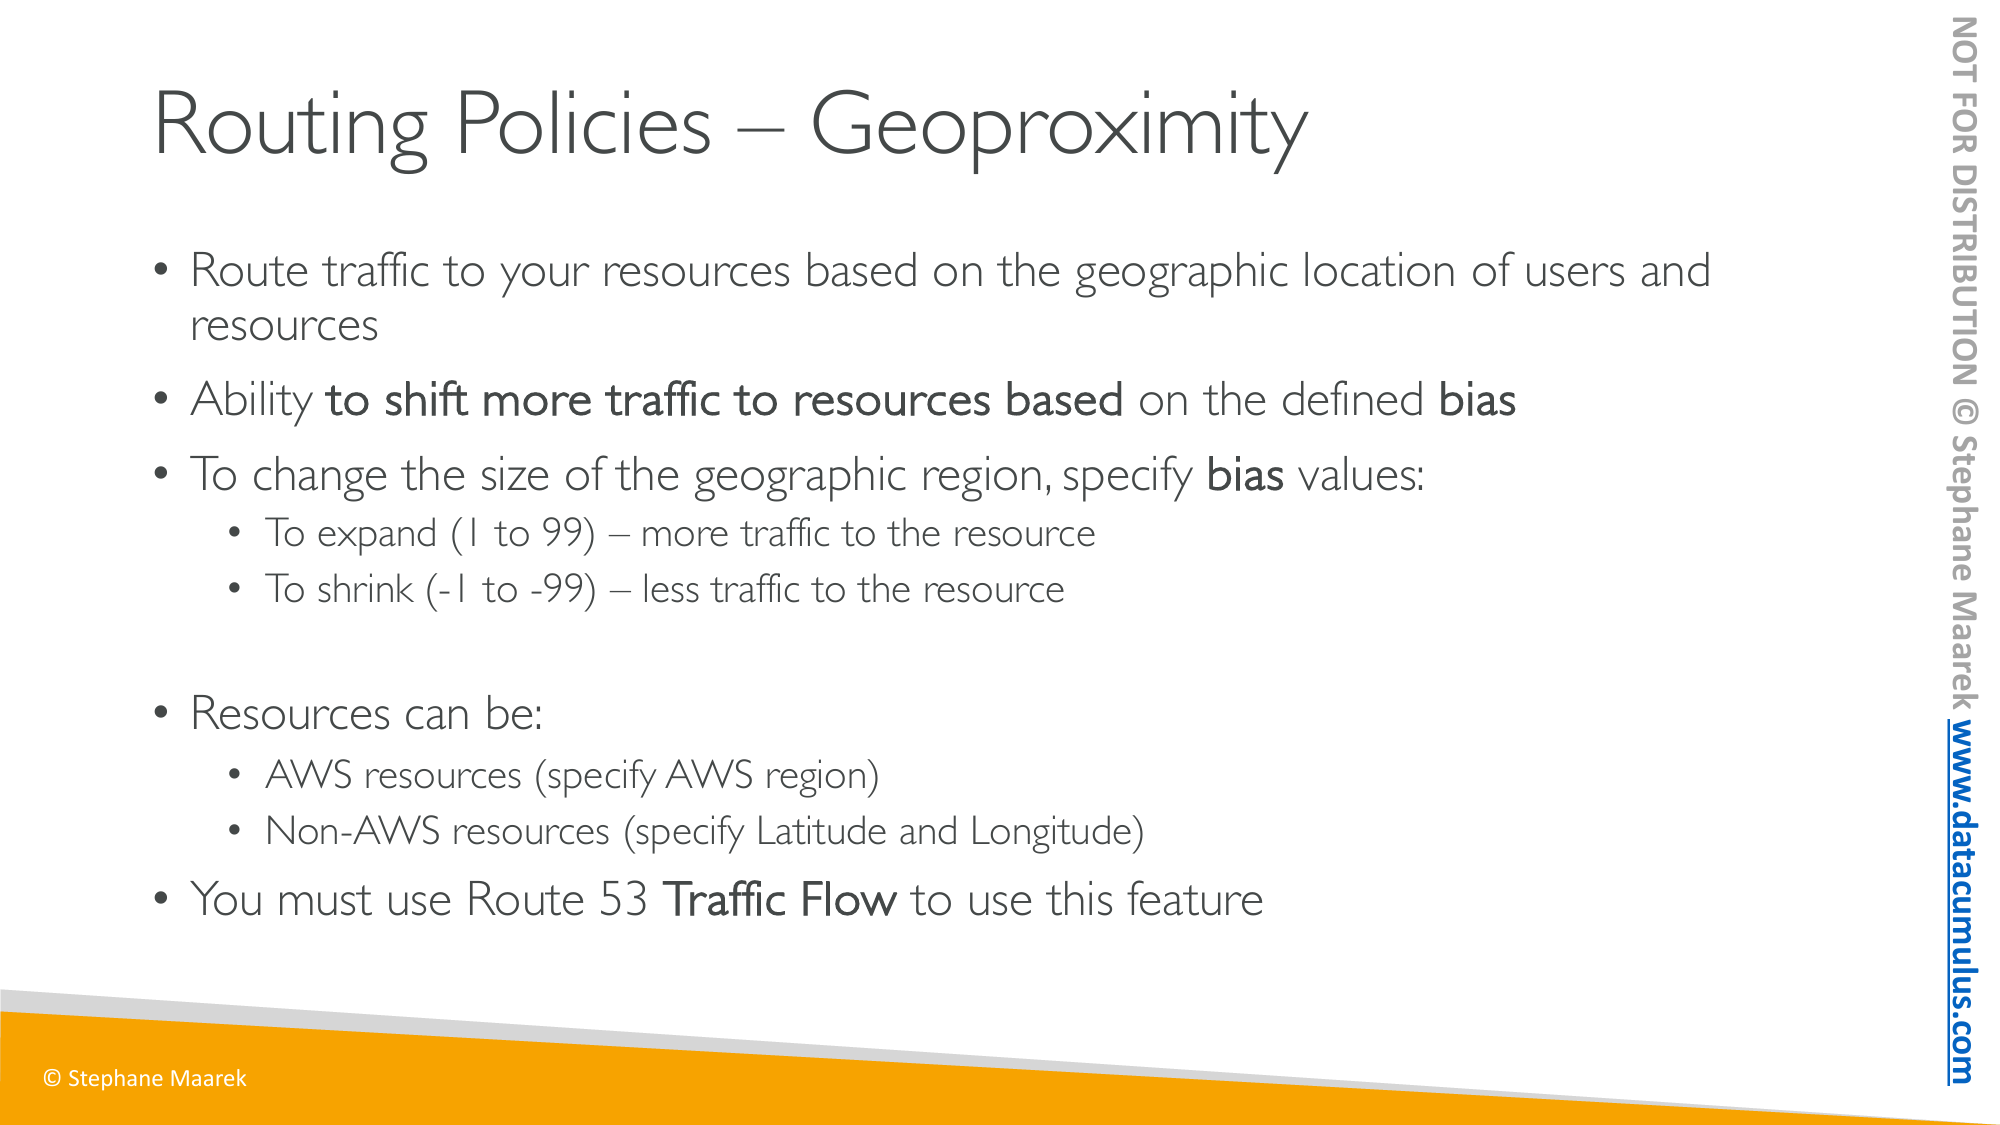 Routing Policies – Geoproximity
• Route traffic to your resources based on the geographic location of users and
resources
• Ability to shift more traffic to resources based on the defined bias
• To change the size of the geographic region, specify bias values:
• To expand (1 to 99) – more traffic to the resource
• To shrink (-1 to -99) – less traffic to the resource
• Resources can be:
• AWS resources (specify AWS region)
• Non-AWS resources (specify Latitude and Longitude)
• You must use Route 53 Traffic Flow to use this feature
© Stephane Maarek
NOT FOR DISTRIBUTION © Stephane Maarek www.datacumulus.com